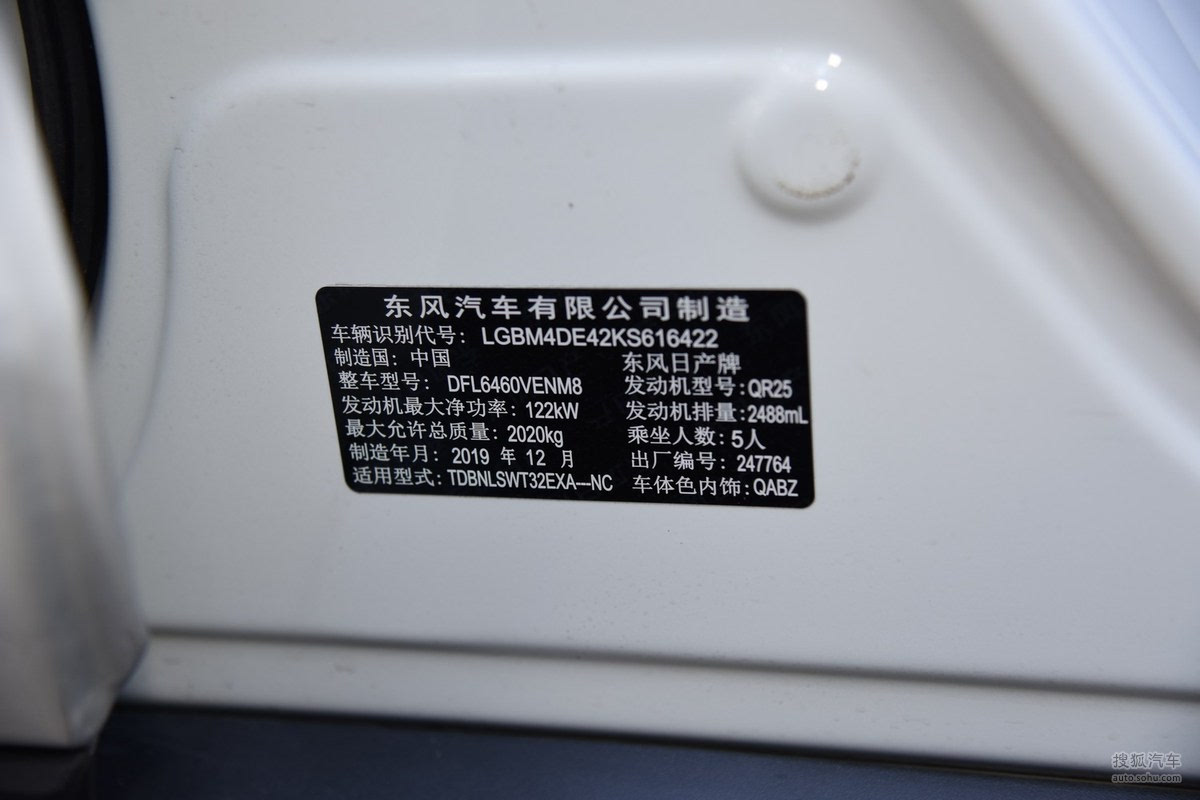 东风汽车有限公司制造
车辆识别代号: LGBM4DE42KS616422
制造国: 中国 东风日产牌
整车型号: DFL6460VENM8 发动机型号:QR25
发动机最大净功率: 122kW 发动机排量:2488mL
最大允许总质量: 2020kg 乘坐人数: 5人
制造年月: 2019 年 12 月 出厂编号: 247764
适用型式: TDBNLSWT32EXA---NC 车体色内饰:QABZ
搜狐汽车
auto.sohu.com